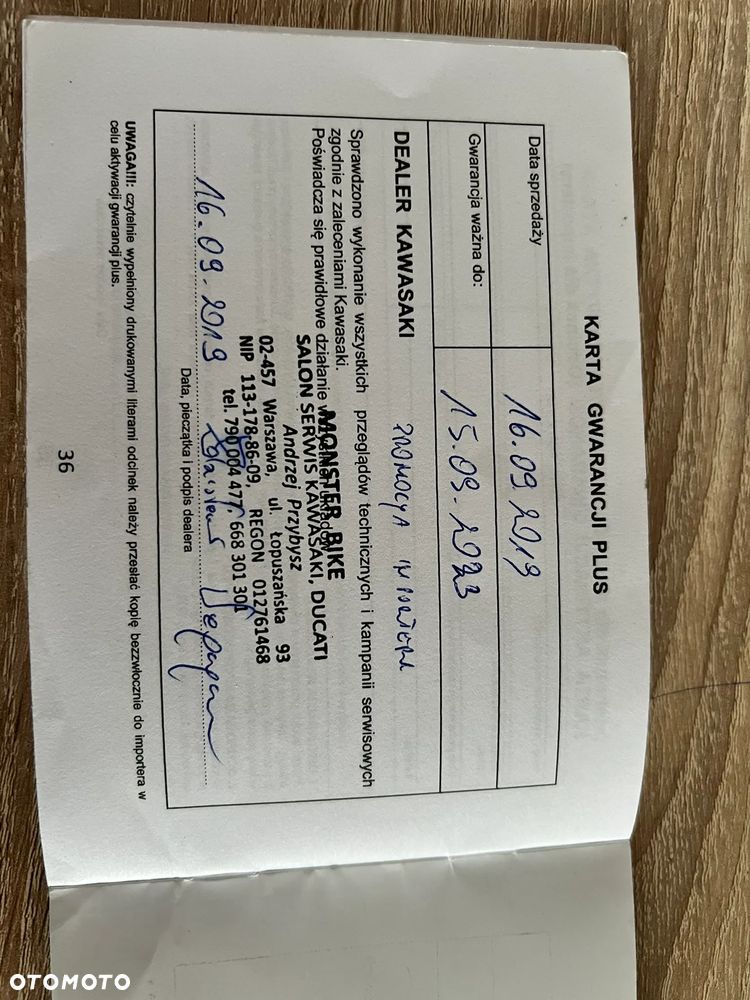 KARTA GWARANCJI PLUS
Data sprzedaży
16.09.2019
Gwarancja ważna do:
15.09.2023
DEALER KAWASAKI
PROMOCJA IMPORTERA
Sprawdzono wykonanie wszystkich przeglądów technicznych i kampanii serwisowych
zgodnie z zaleceniami Kawasaki.
Poświadcza się prawidłowe działanie
MONSTER BIKE
SALON SERWIS KAWASAKI, DUCATI
Andrzej Przybysz
02-457 Warszawa, ul. Łopuszańska 93
NIP 113-178-86-09, REGON 012761468
tel. 790 004 477, 668 301 301
16.09.2019
Data, pieczątka i podpis dealera
UWAGA!!!: czytelnie wypełniony drukowanymi literami odcinek należy przesłać kopię bezzwłocznie do importera w
celu aktywacji gwarancji plus.
36
OTOMOTO